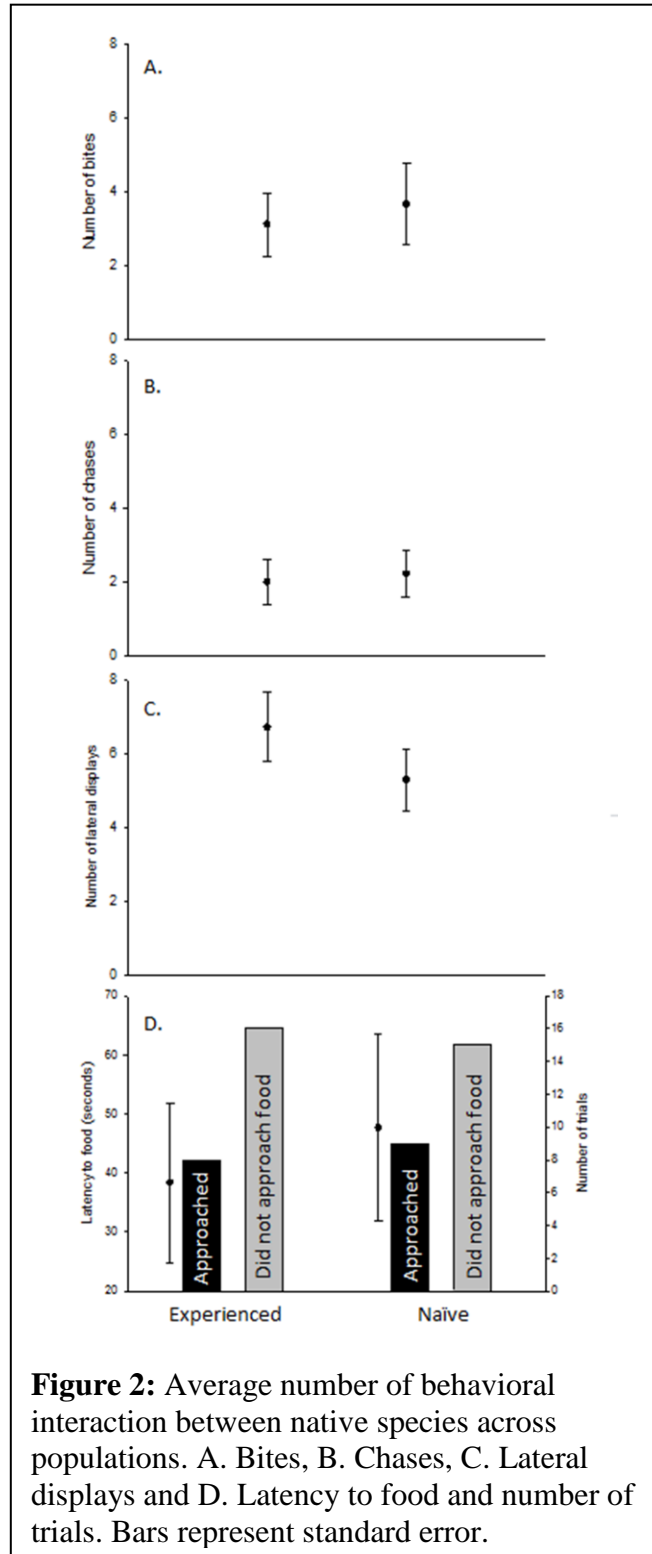 8
A.
6
Number of bites
4
2
0
8
B.
6
Number of chases
4
2
0
8
C.
6
Number of lateral displays
4
2
0
70
D.
60
50
40
30
20
Latency to food (seconds)
Approached
Did not approach food
Approached
Did not approach food
18
16
14
12
10
8
6
4
2
0
Number of trials
Experienced
Naïve
Figure 2: Average number of behavioral
interaction between native species across
populations. A. Bites, B. Chases, C. Lateral
displays and D. Latency to food and number of
trials. Bars represent standard error.